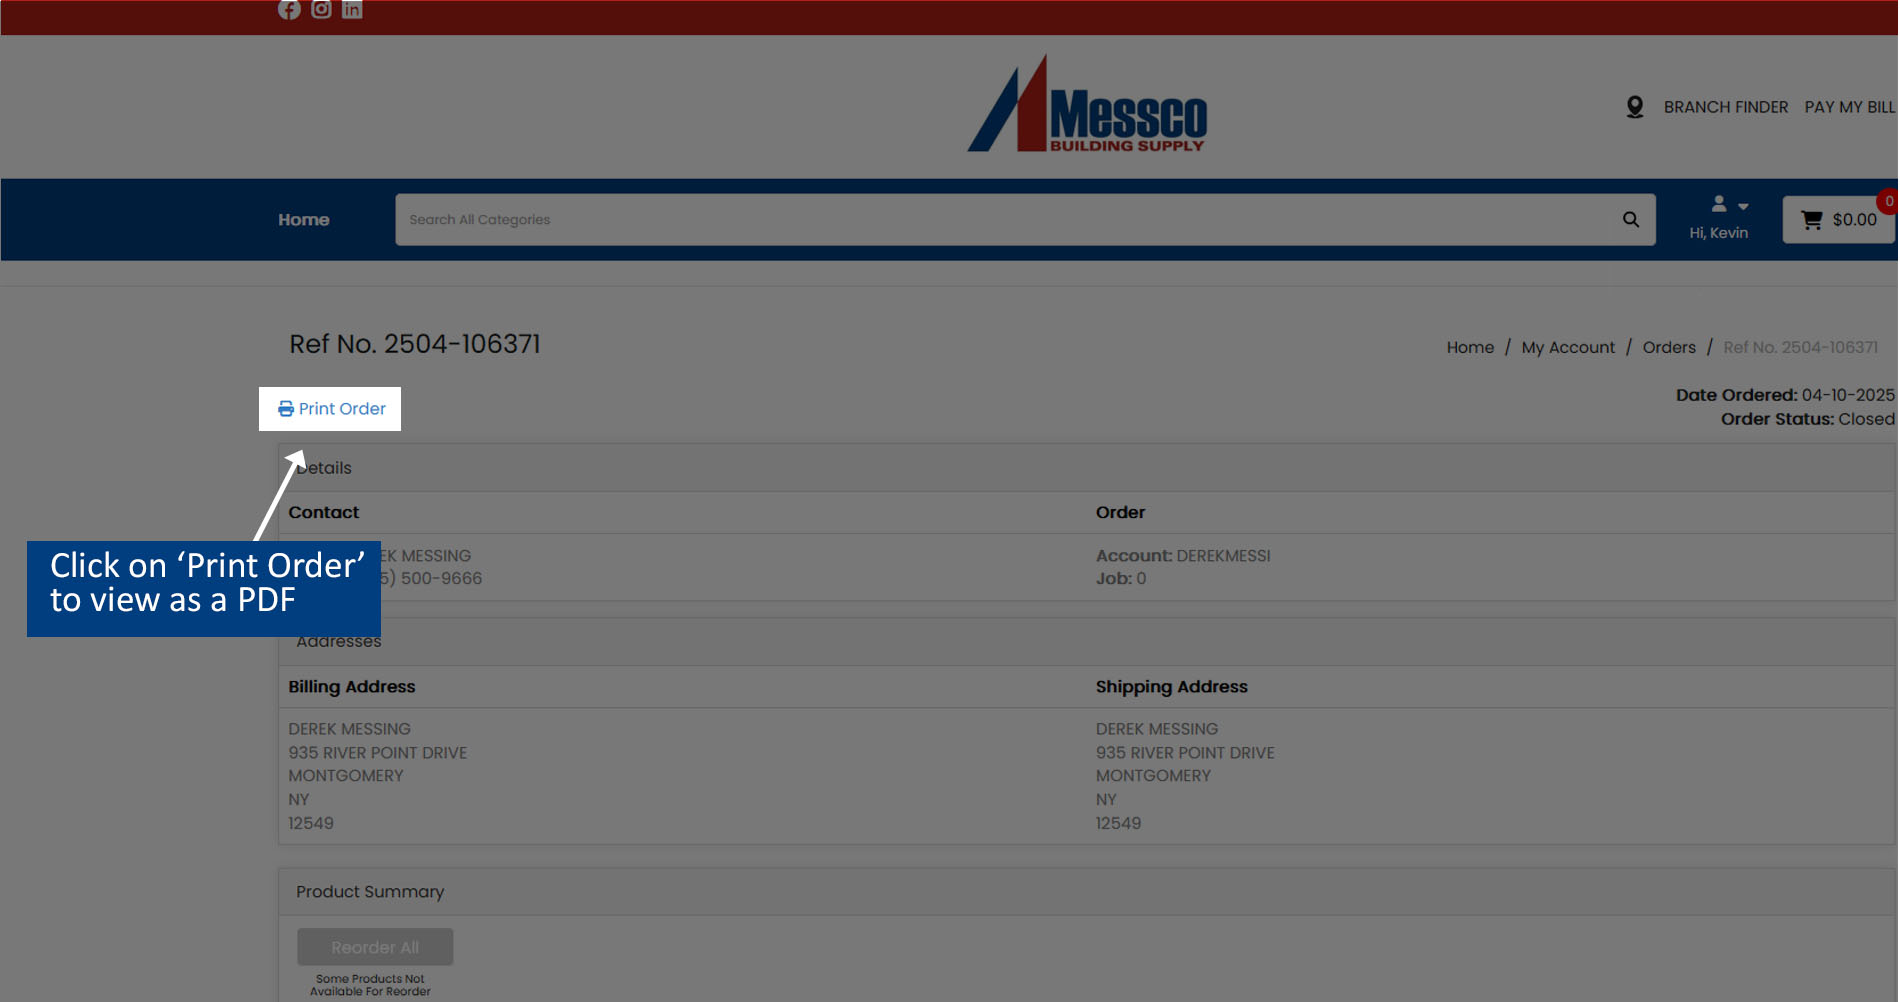 in
Messco
BUILDING SUPPLY
BRANCH FINDER PAY MY BILL
Home
Search All Categories
Hi, Kevin
0
$0.00
Ref No. 2504-106371
Home / My Account / Orders / Ref No. 2504-106371
Print Order
Date Ordered: 04-10-2025
Order Status: Closed
Details
Contact
Order
EK MESSING
5) 500-9666
Account: DEREKMESSI
Job: 0
Click on ‘Print Order’
to view as a PDF
Addresses
Billing Address
Shipping Address
DEREK MESSING
935 RIVER POINT DRIVE
MONTGOMERY
NY
12549
DEREK MESSING
935 RIVER POINT DRIVE
MONTGOMERY
NY
12549
Product Summary
Reorder All
Some Products Not
Available For Reorder